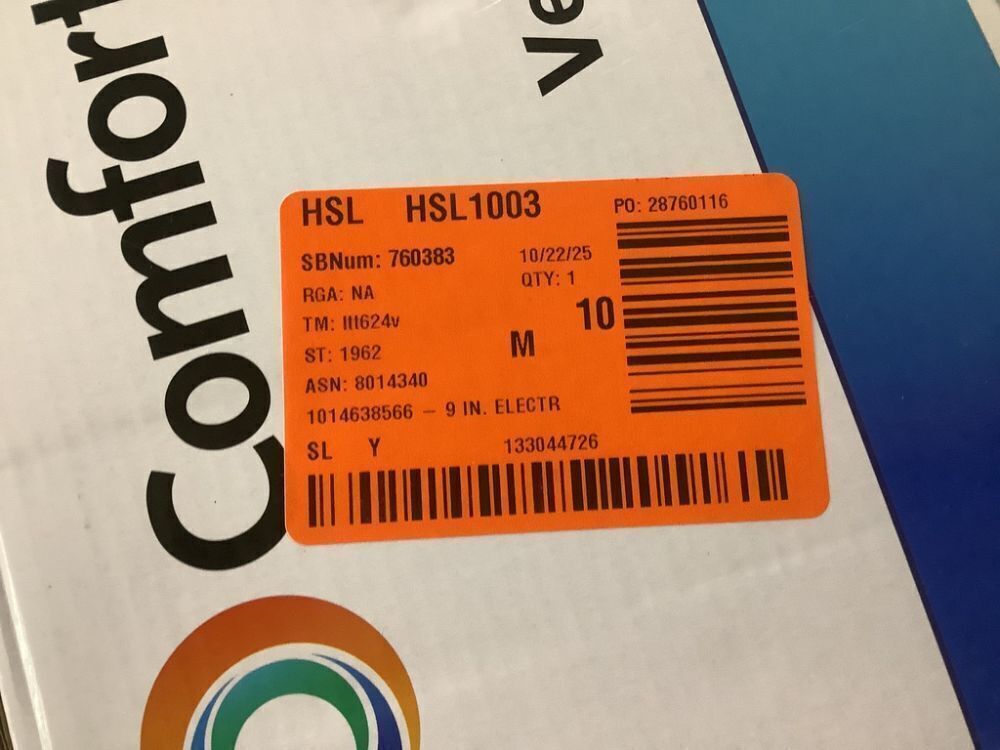 Comfort
Ve
HSL HSL1003
PO: 28760116
SBNum: 760383
10/22/25
RGA: NA
QTY: 1
TM: lll624v
10
ST: 1962
M
ASN: 8014340
1014638566 – 9 IN. ELECTR
SL Y 133044726